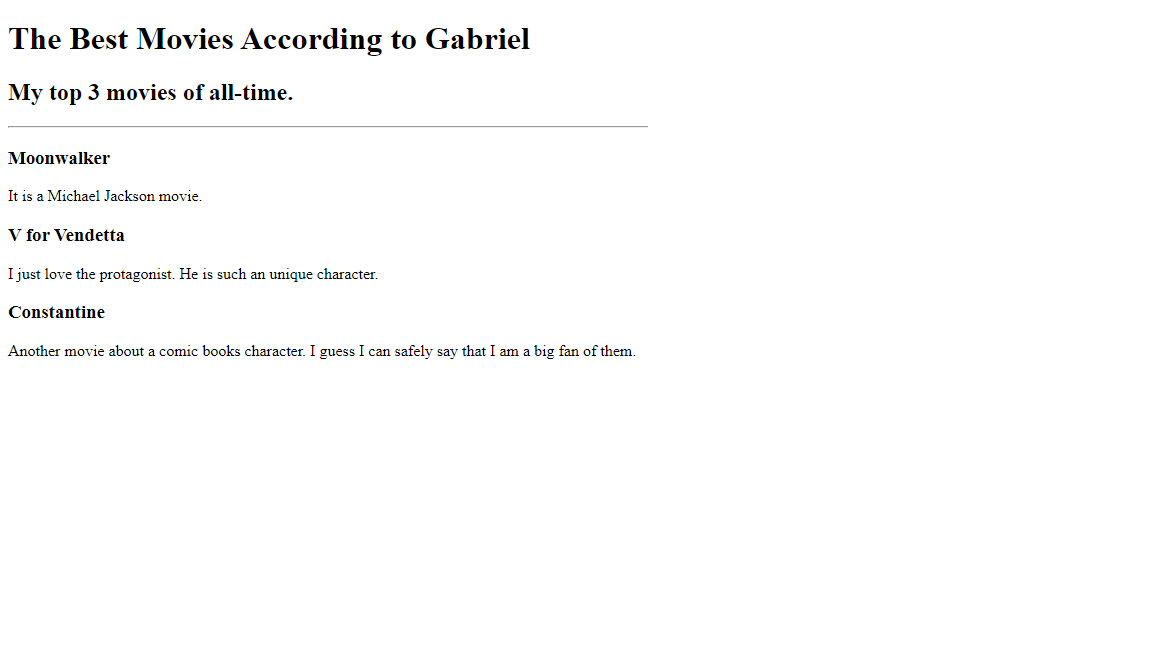 The Best Movies According to Gabriel
My top 3 movies of all-time.
Moonwalker
It is a Michael Jackson movie.
V for Vendetta
I just love the protagonist. He is such an unique character.
Constantine
Another movie about a comic books character. I guess I can safely say that I am a big fan of them.